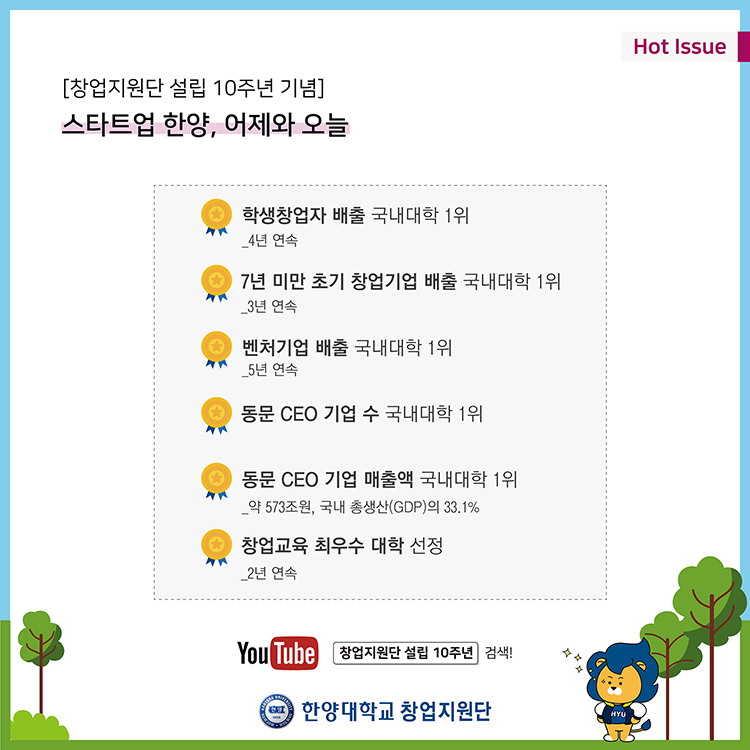 Hot Issue
[창업지원단 설립 10주년 기념]
스타트업 한양, 어제와 오늘
학생창업자 배출 국내대학 1위
_4년 연속
7년 미만 초기 창업기업 배출 국내대학 1위
_3년 연속
벤처기업 배출 국내대학 1위
_5년 연속
동문 CEO 기업 수 국내대학 1위
동문 CEO 기업 매출액 국내대학 1위
_약 573조원, 국내 총생산(GDP)의 33.1%
창업교육 최우수 대학 선정
_2년 연속
YouTube 창업지원단 설립 10주년 검색!
한양대학교 창업지원단
HYU